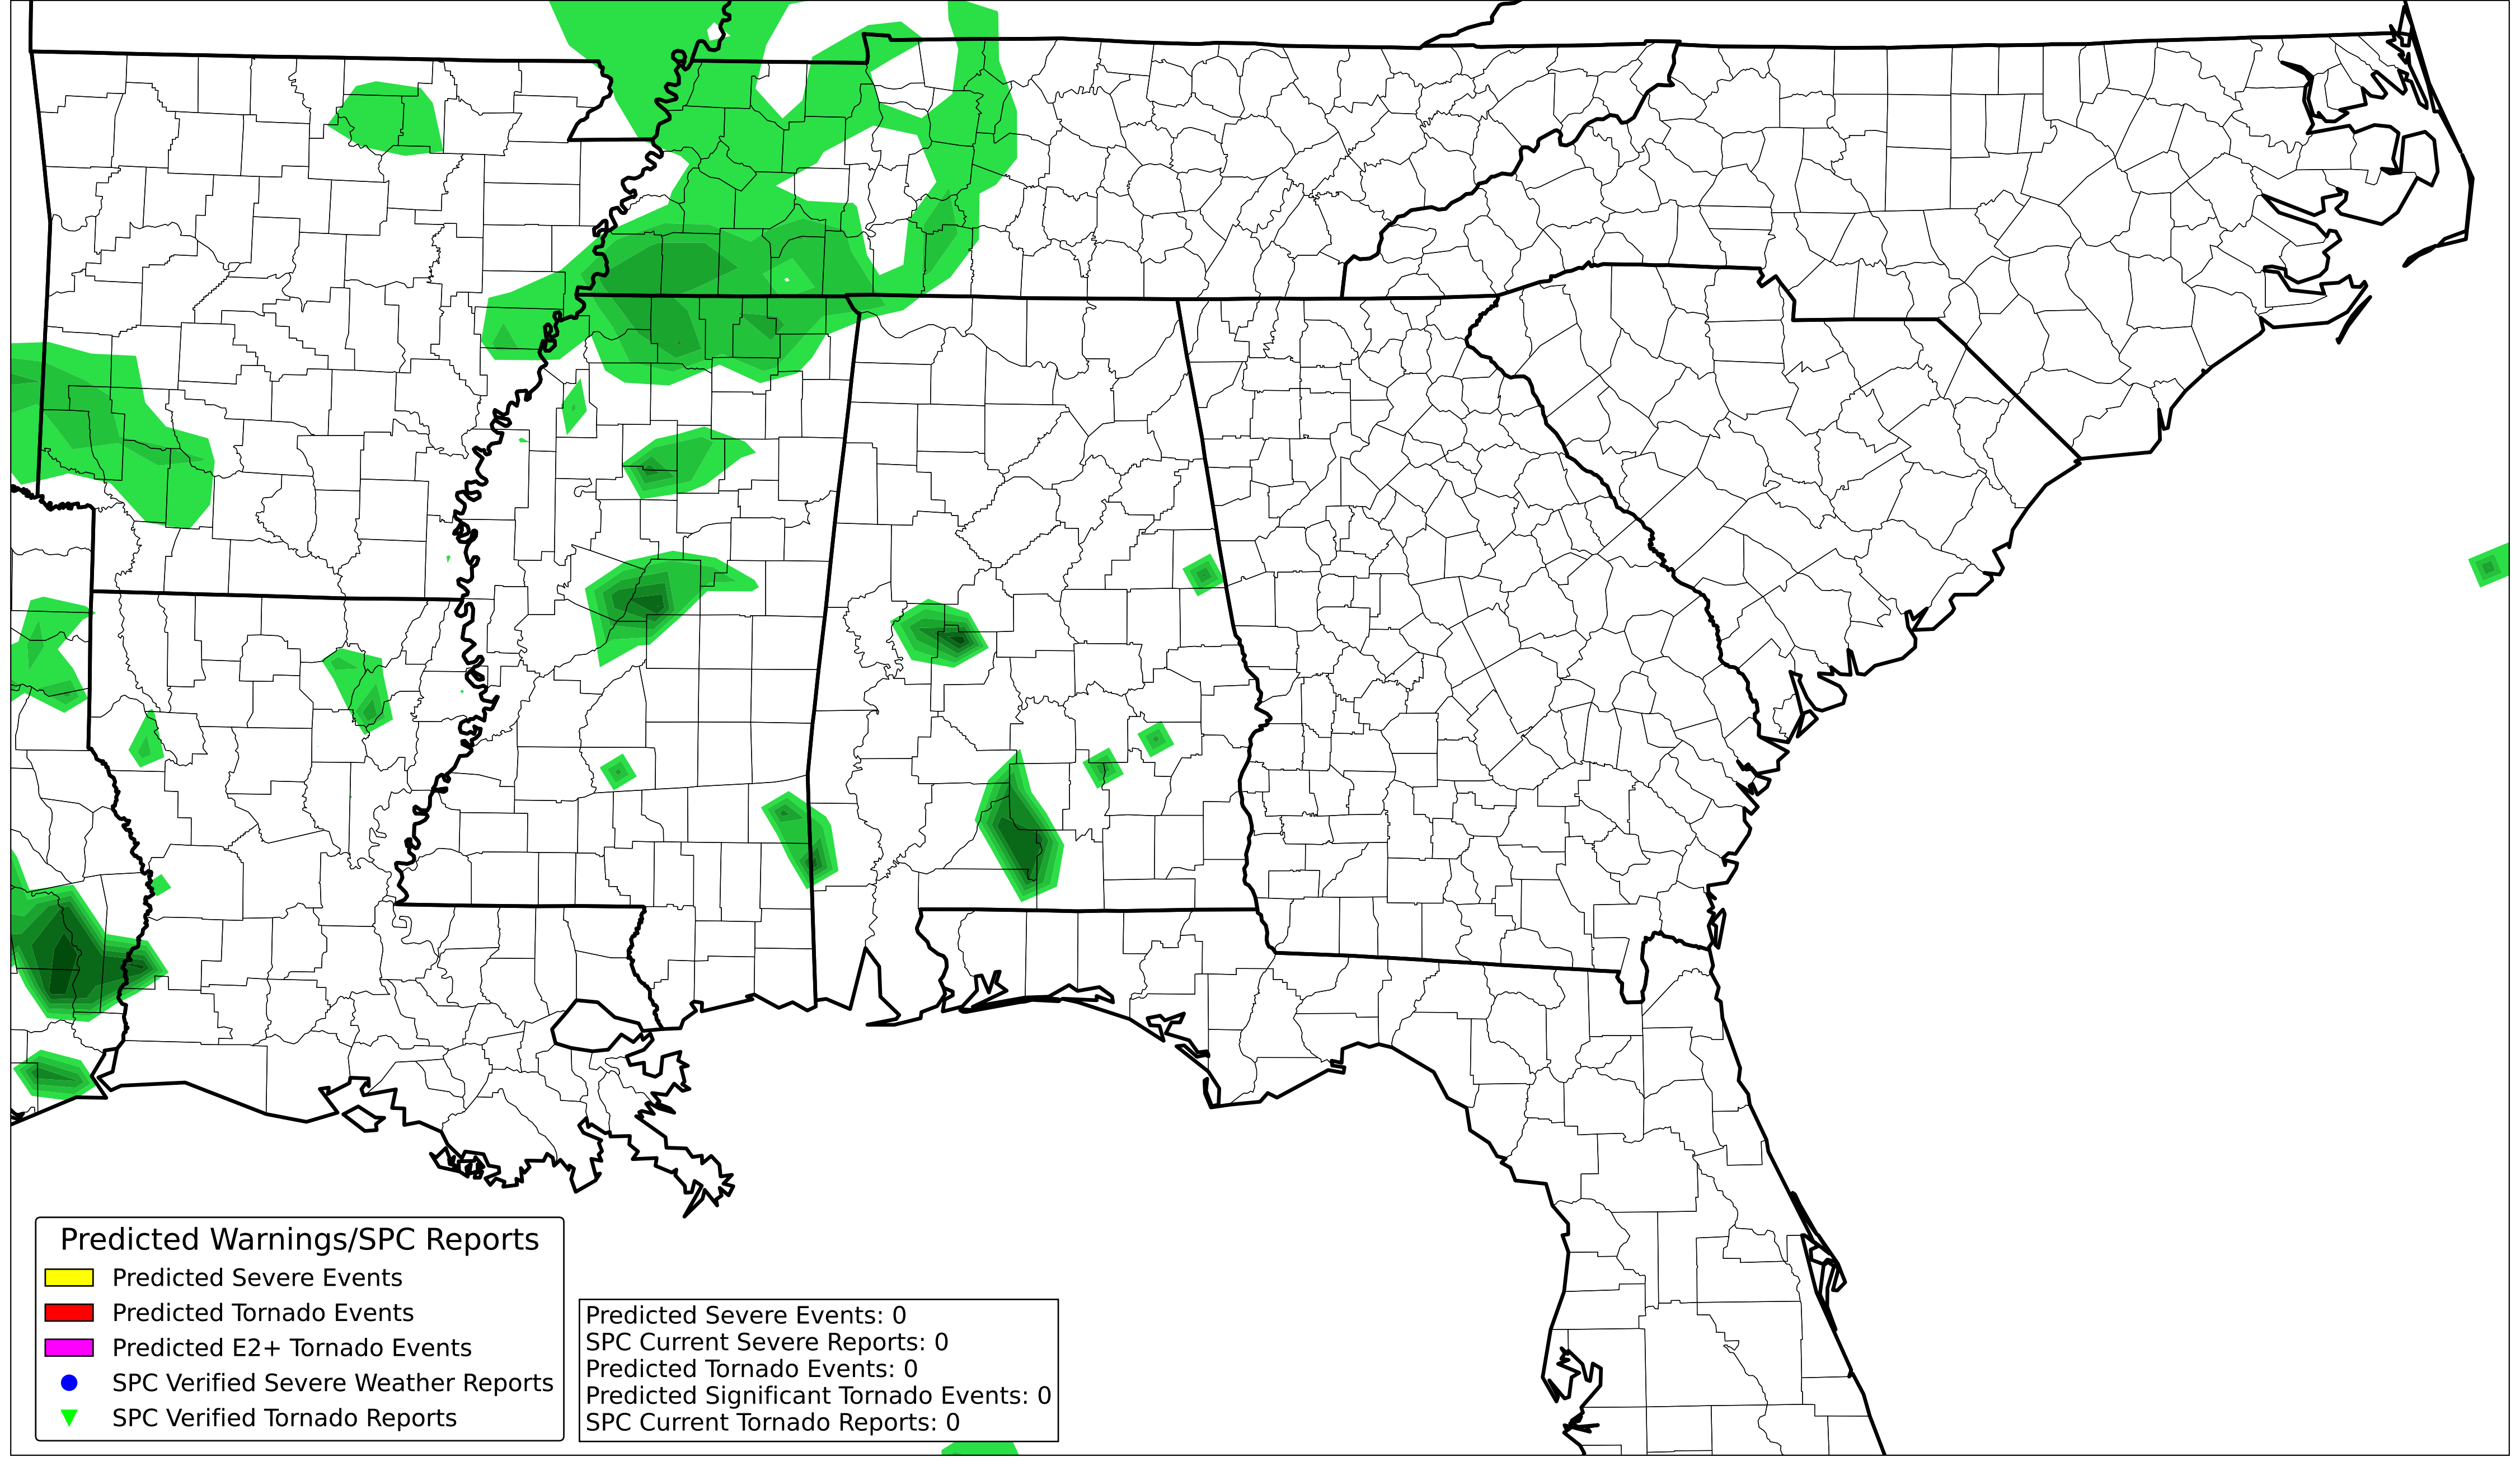 Predicted Warnings/SPC Reports
Predicted Severe Events
Predicted Tornado Events
Predicted E2+ Tornado Events
SPC Verified Severe Weather Reports
SPC Verified Tornado Reports
Predicted Severe Events: 0
SPC Current Severe Reports: 0
Predicted Tornado Events: 0
Predicted Significant Tornado Events: 0
SPC Current Tornado Reports: 0